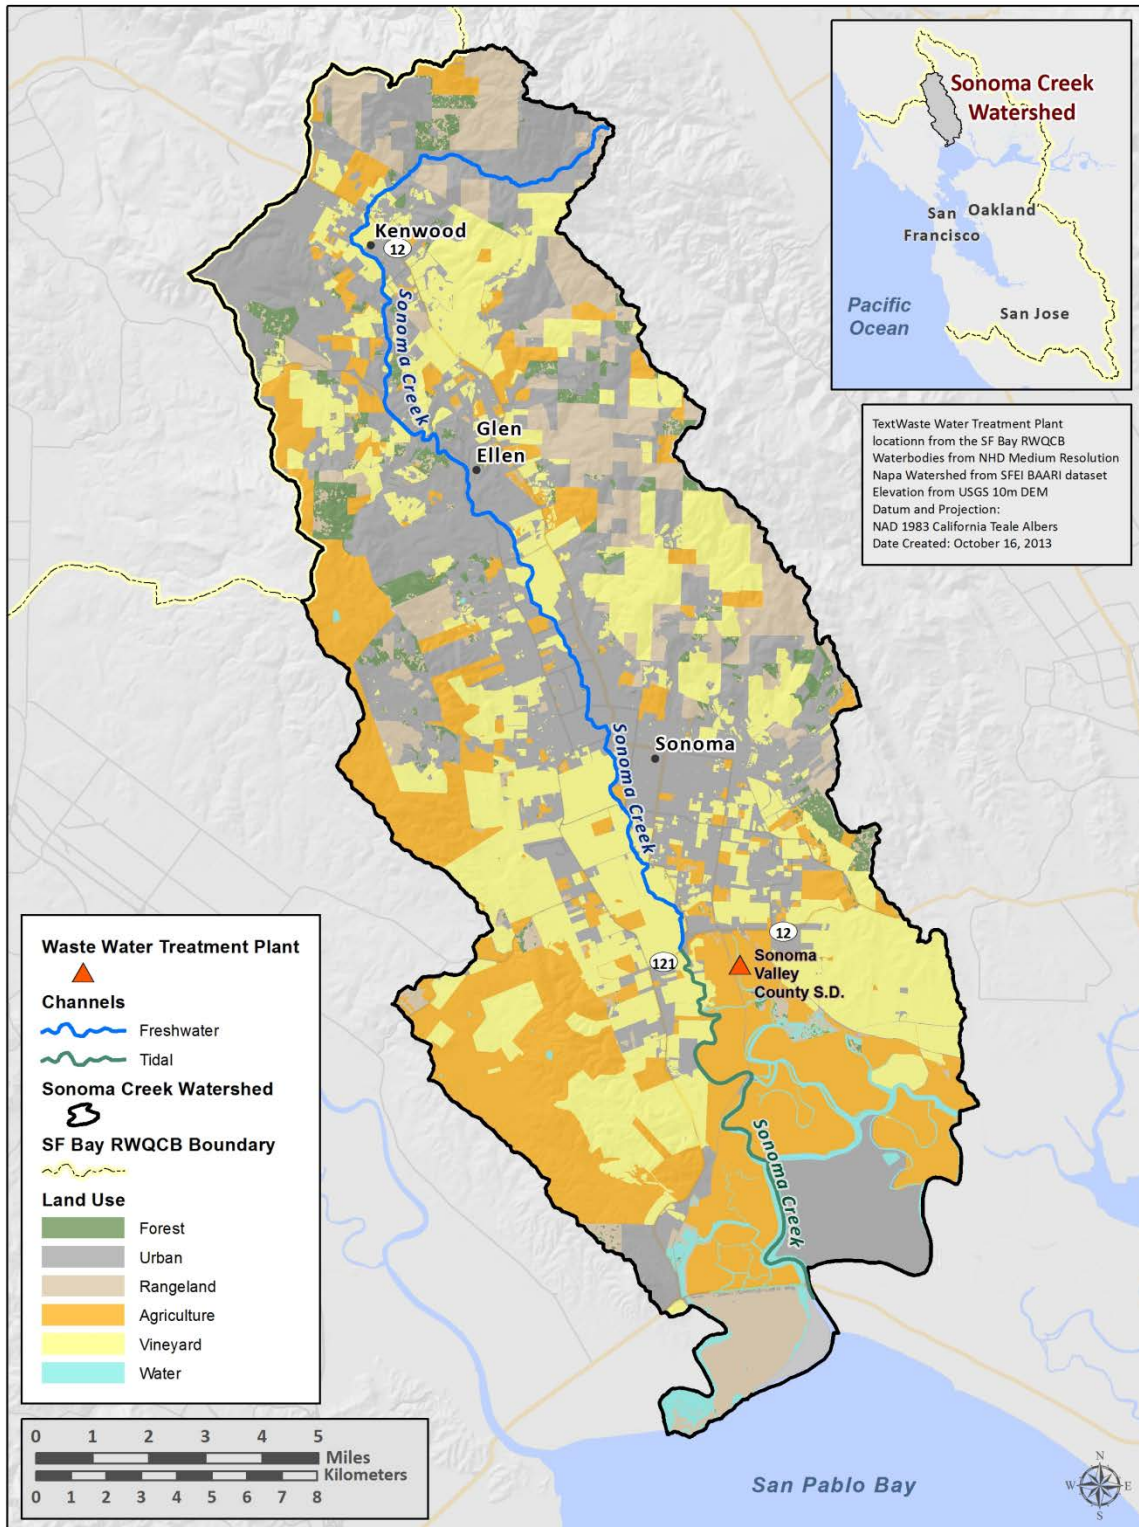 Sonoma Creek
Watershed
San
Francisco
Oakland
Pacific
Ocean
San Jose
TextWaste Water Treatment Plant
locationn from the SF Bay RWQCB
Waterbodies from NHD Medium Resolution
Napa Watershed from SFEI BAARI dataset
Elevation from USGS 10m DEM
Datum and Projection:
NAD 1983 California Teale Albers
Date Created: October 16, 2013
Kenwood
12
Sonoma Creek
Glen
Ellen
Sonoma
Sonoma Creek
12
121
Sonoma
Valley
County S.D.
Sonoma Creek
Waste Water Treatment Plant
Channels
Freshwater
Tidal
Sonoma Creek Watershed
SF Bay RWQCB Boundary
Land Use
Forest
Urban
Rangeland
Agriculture
Vineyard
Water
0 1 2 3 4 5
Miles
Kilometers
0 1 2 3 4 5 6 7 8
San Pablo Bay
N
W E
S